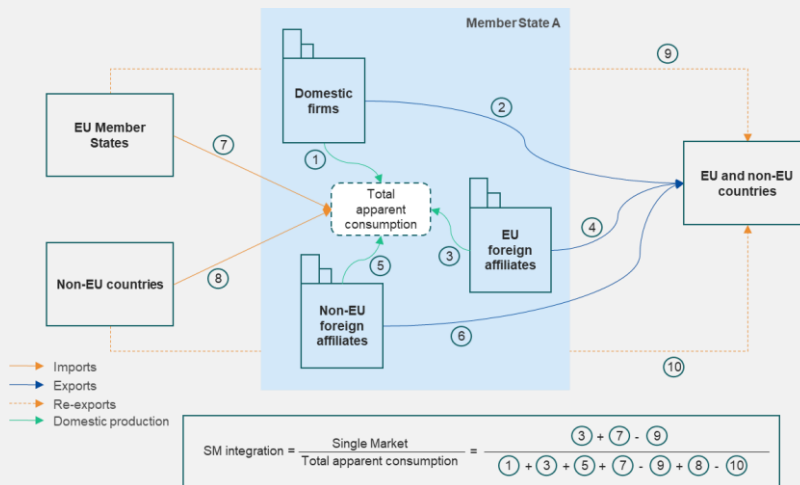 Member State A
9
Domestic
firms
2
EU Member
States
7
1
EU and non-EU
countries
Total
apparent
consumption
EU
foreign
affiliates
4
3
5
8
Non-EU countries
Non-EU
foreign
affiliates
6
10
Imports
Exports
Re-exports
Domestic production
SM integration = Single Market / Total apparent consumption = 3 + 7 - 9 / 1 + 3 + 5 + 7 - 9 + 8 - 10